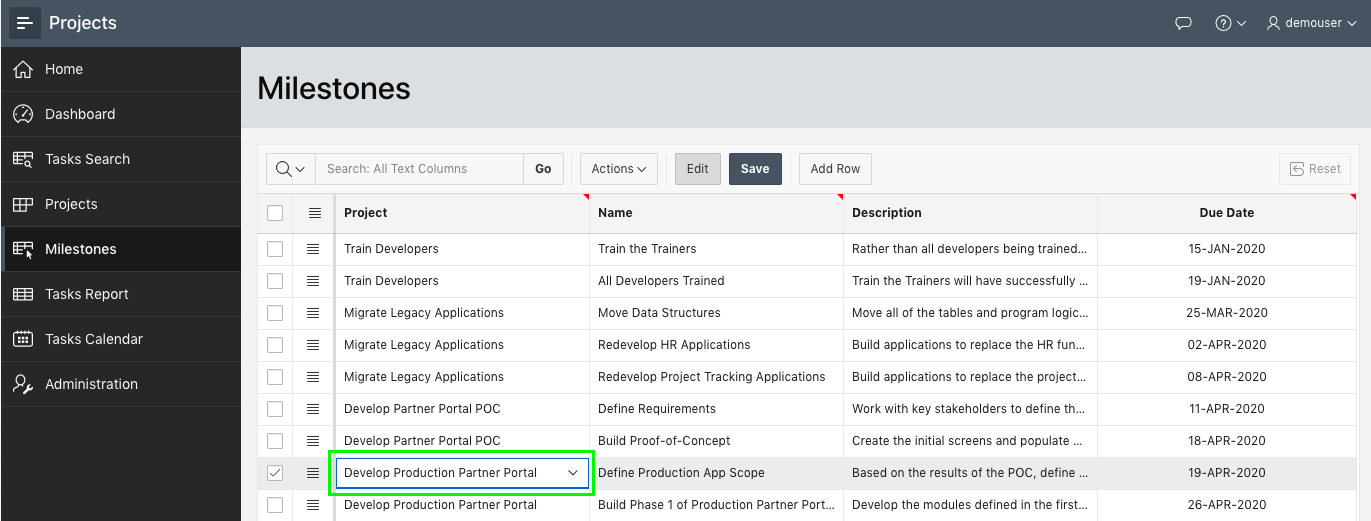 Projects
demouser
Home
Dashboard
Tasks Search
Projects
Milestones
Tasks Report
Tasks Calendar
Administration
Milestones
Search: All Text Columns Go Actions Edit Save Add Row Reset
Project Name Description Due Date
Train Developers Train the Trainers Rather than all developers being trained... 15-JAN-2020
Train Developers All Developers Trained Train the Trainers will have successfully ... 19-JAN-2020
Migrate Legacy Applications Move Data Structures Move all of the tables and program logic... 25-MAR-2020
Migrate Legacy Applications Redevelop HR Applications Build applications to replace the HR fun... 02-APR-2020
Migrate Legacy Applications Redevelop Project Tracking Applications Build applications to replace the project... 08-APR-2020
Develop Partner Portal POC Define Requirements Work with key stakeholders to define th... 11-APR-2020
Develop Partner Portal POC Build Proof-of-Concept Create the initial screens and populate ... 18-APR-2020
Develop Production Partner Portal Define Production App Scope Based on the results of the POC, define ... 19-APR-2020
Develop Production Partner Portal Build Phase 1 of Production Partner Port... Develop the modules defined in the first... 26-APR-2020